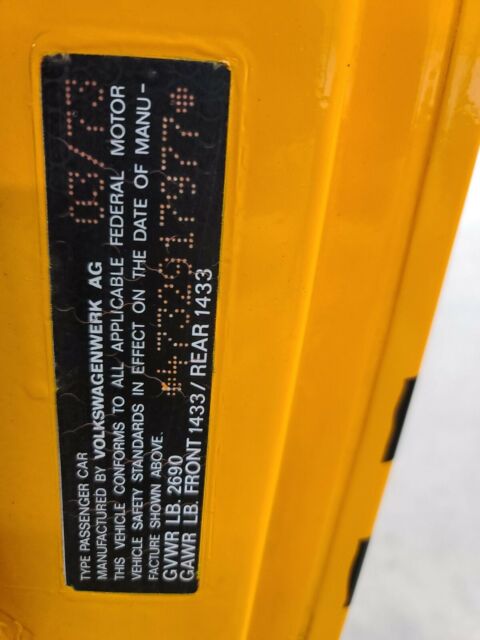 03/73
TYPE PASSENGER CAR
MANUFACTURED BY VOLKSWAGENWERK AG
THIS VEHICLE CONFORMS TO ALL APPLICABLE FEDERAL MOTOR
VEHICLE SAFETY STANDARDS IN EFFECT ON THE DATE OF MANU-
FACTURE SHOWN ABOVE.
GVWR LB. 2690
GAWR LB. FRONT 1433/ REAR 1433